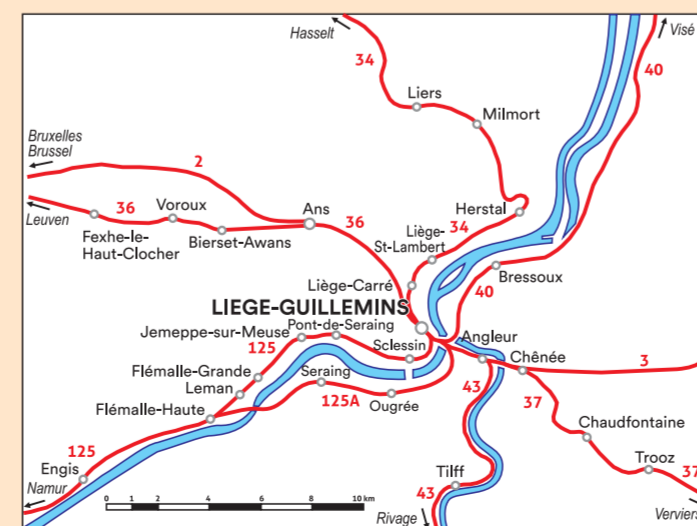 Hasselt
Visé
34
40
Liers
Milmort
Bruxelles
Brussel
2
Leuven
36
Voroux
Ans
36
Herstal
34
Fexhe-le-
Haut-Clocher
Bierset-Awans
Liège-
St-Lambert
Liège-Carré
40
Bressoux
LIEGE-GUILLEMINS
Jemeppe-sur-Meuse
Pont-de-Seraing
Sclessin
Angleur
Chênée
3
125
Flémalle-Grande
Leman
Seraing
125A
Ougrée
43
37
Flémalle-Haute
Chaudfontaine
125
Engis
Namur
Tilff
Trooz
43
37
Rivage
Verviers
0 1 2 4 6 8 10 km